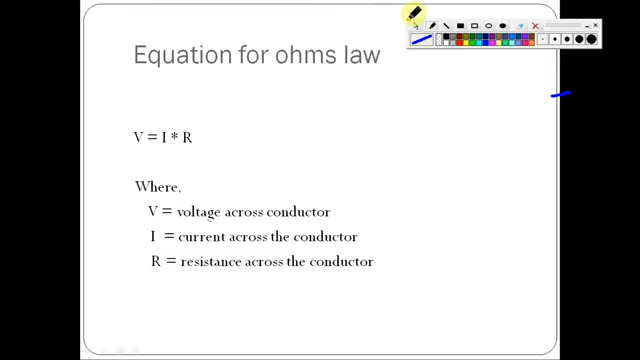 Equation for ohms law
V = I * R
Where,
V = voltage across conductor
I = current across the conductor
R = resistance across the conductor